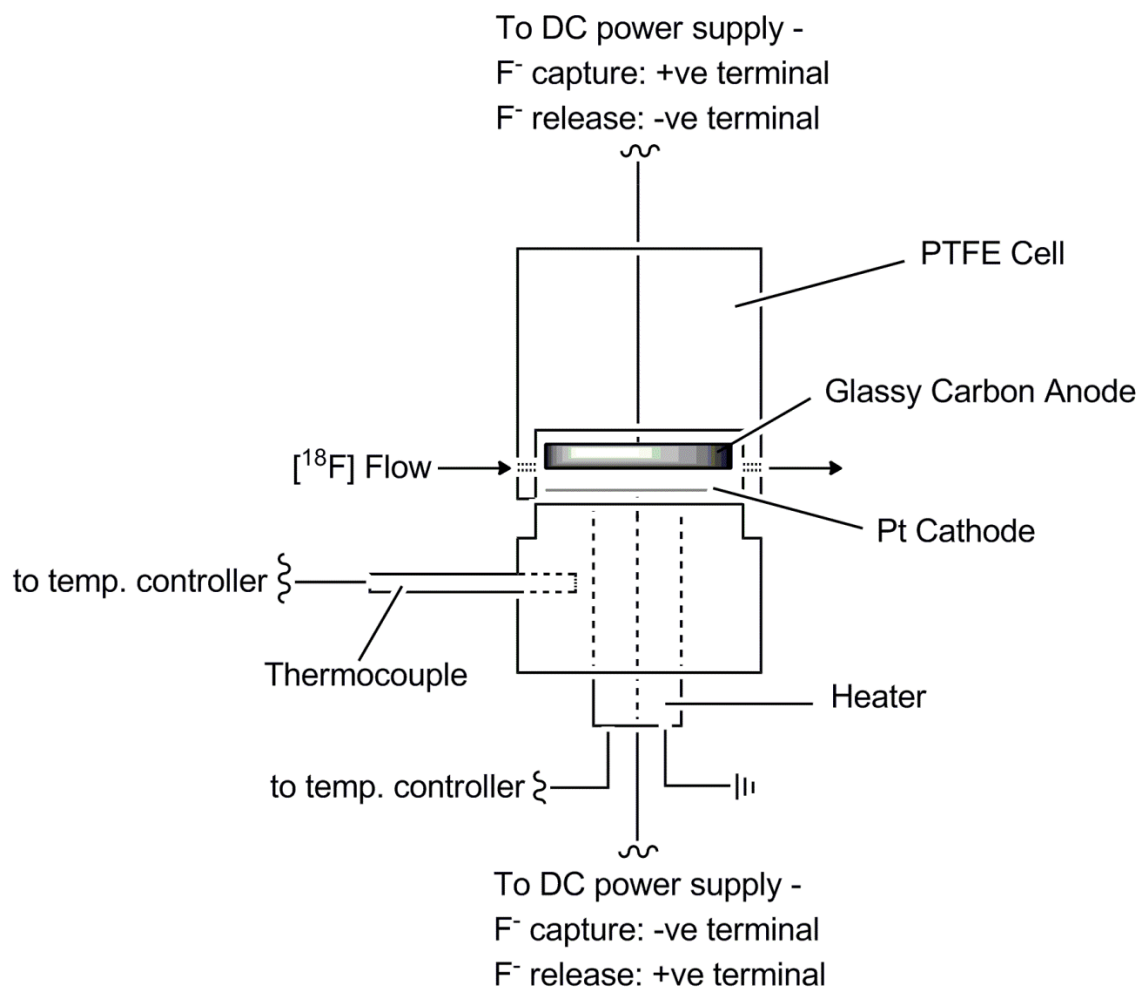 To DC power supply -
F⁻ capture: +ve terminal
F⁻ release: -ve terminal
PTFE Cell
Glassy Carbon Anode
[¹⁸F] Flow
Pt Cathode
to temp. controller
Thermocouple
Heater
to temp. controller
To DC power supply -
F⁻ capture: -ve terminal
F⁻ release: +ve terminal